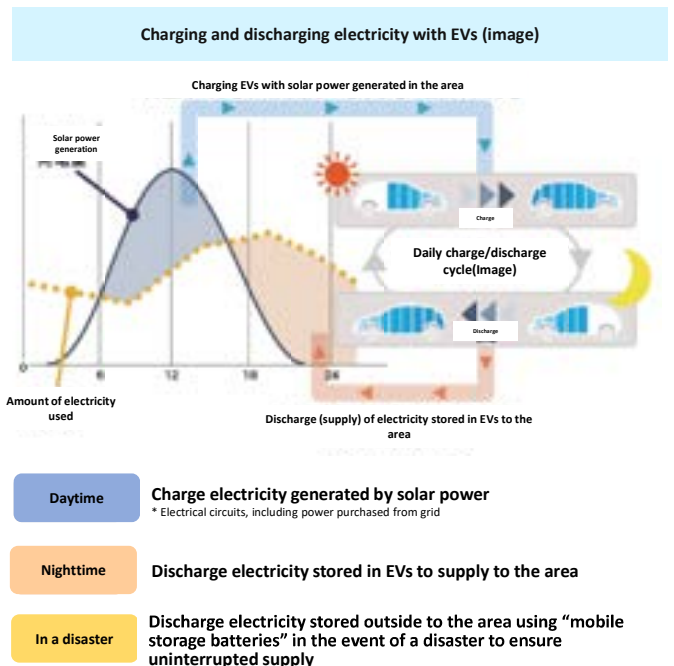 Charging and discharging electricity with EVs (image)
Charging EVs with solar power generated in the area
Solar power
generation
Charge
Daily charge/discharge
cycle(Image)
Discharge
0
6
12
18
24
Amount of electricity
used
Discharge (supply) of electricity stored in EVs to the
area
Daytime
Charge electricity generated by solar power
* Electrical circuits, including power purchased from grid
Nighttime
Discharge electricity stored in EVs to supply to the area
In a disaster
Discharge electricity stored outside to the area using “mobile
storage batteries” in the event of a disaster to ensure
uninterrupted supply